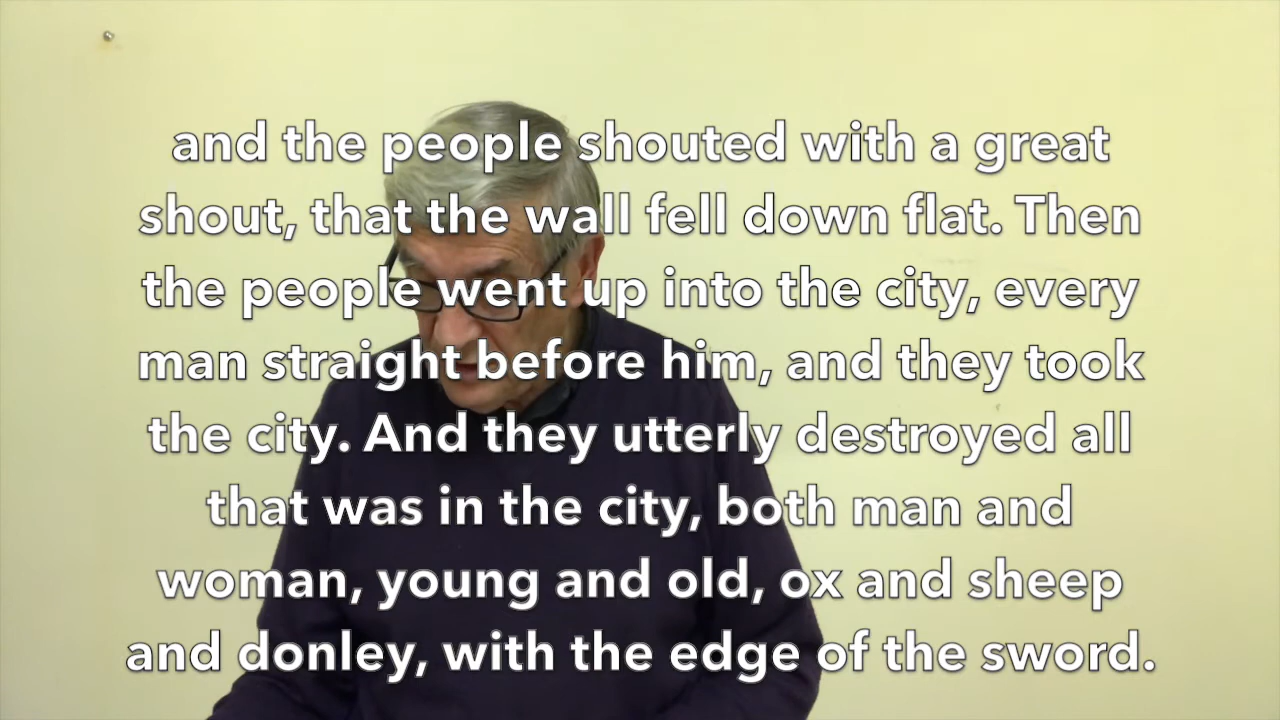 and the people shouted with a great
shout, that the wall fell down flat. Then
the people went up into the city, every
man straight before him, and they took
the city. And they utterly destroyed all
that was in the city, both man and
woman, young and old, ox and sheep
and donley, with the edge of the sword.